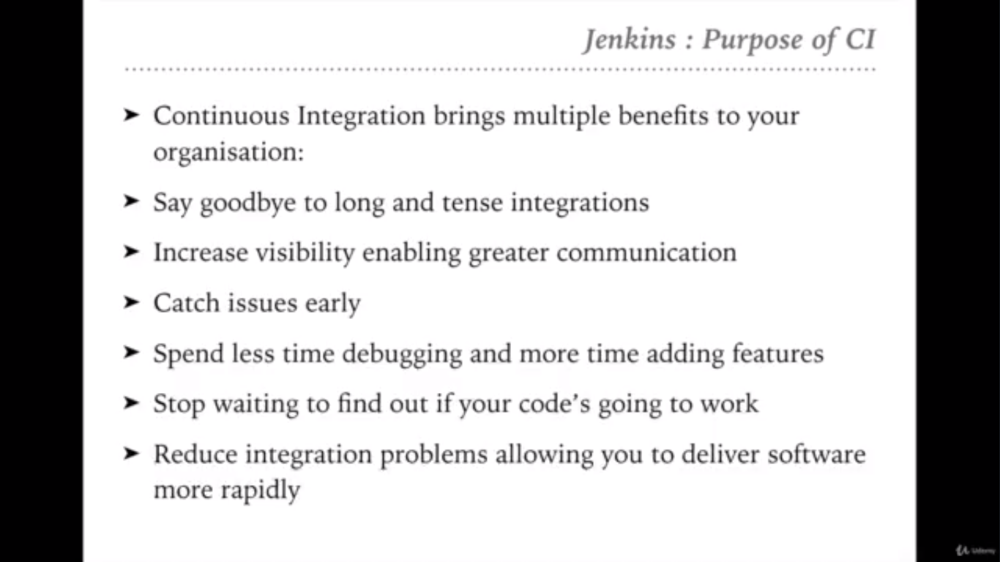 Jenkins : Purpose of CI
➤ Continuous Integration brings multiple benefits to your
organisation:
➤ Say goodbye to long and tense integrations
➤ Increase visibility enabling greater communication
➤ Catch issues early
➤ Spend less time debugging and more time adding features
➤ Stop waiting to find out if your code’s going to work
➤ Reduce integration problems allowing you to deliver software
more rapidly
Udemy